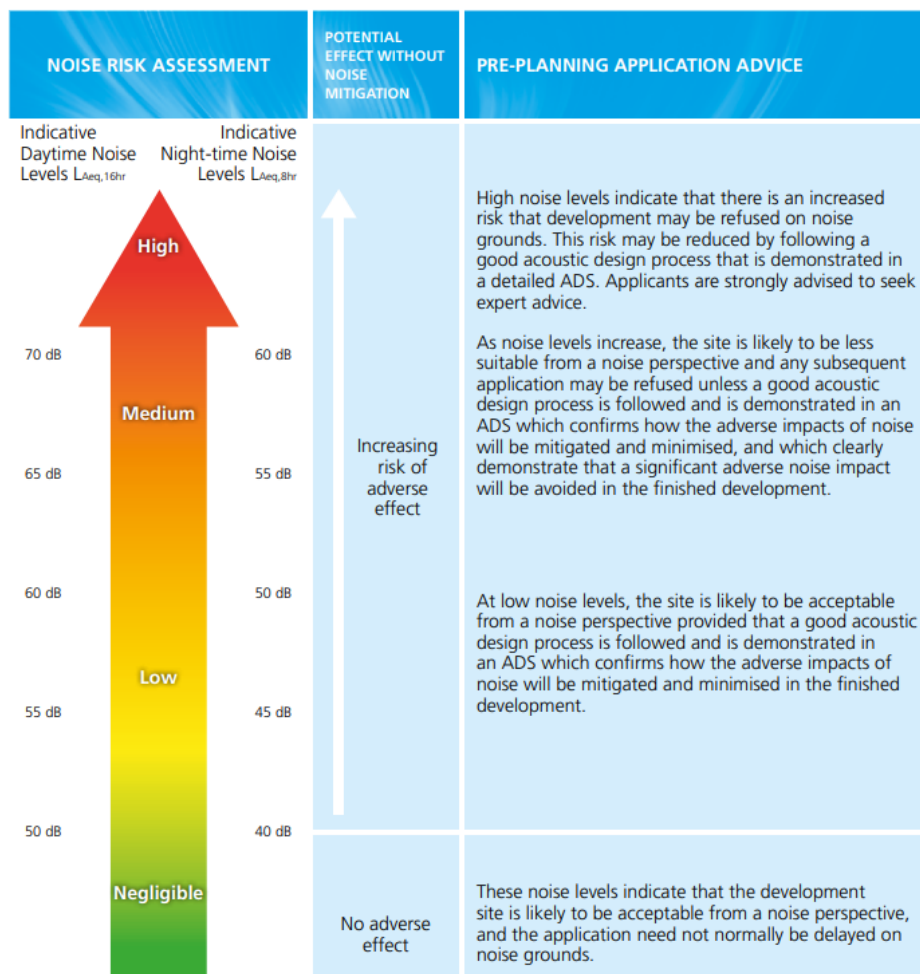 NOISE RISK ASSESSMENT
POTENTIAL
EFFECT WITHOUT
NOISE
MITIGATION
PRE-PLANNING APPLICATION ADVICE
Indicative
Daytime Noise
Levels LAeq,16hr
Indicative
Night-time Noise
Levels LAeq,8hr
High
70 dB
60 dB
Medium
65 dB
55 dB
60 dB
50 dB
Low
55 dB
45 dB
50 dB
40 dB
Negligible
Increasing
risk of
adverse
effect
No adverse
effect
High noise levels indicate that there is an increased
risk that development may be refused on noise
grounds. This risk may be reduced by following a
good acoustic design process that is demonstrated in
a detailed ADS. Applicants are strongly advised to seek
expert advice.
As noise levels increase, the site is likely to be less
suitable from a noise perspective and any subsequent
application may be refused unless a good acoustic
design process is followed and is demonstrated in an
ADS which confirms how the adverse impacts of noise
will be mitigated and minimised, and which clearly
demonstrate that a significant adverse noise impact
will be avoided in the finished development.
At low noise levels, the site is likely to be acceptable
from a noise perspective provided that a good acoustic
design process is followed and is demonstrated in
an ADS which confirms how the adverse impacts of
noise will be mitigated and minimised in the finished
development.
These noise levels indicate that the development
site is likely to be acceptable from a noise perspective,
and the application need not normally be delayed on
noise grounds.